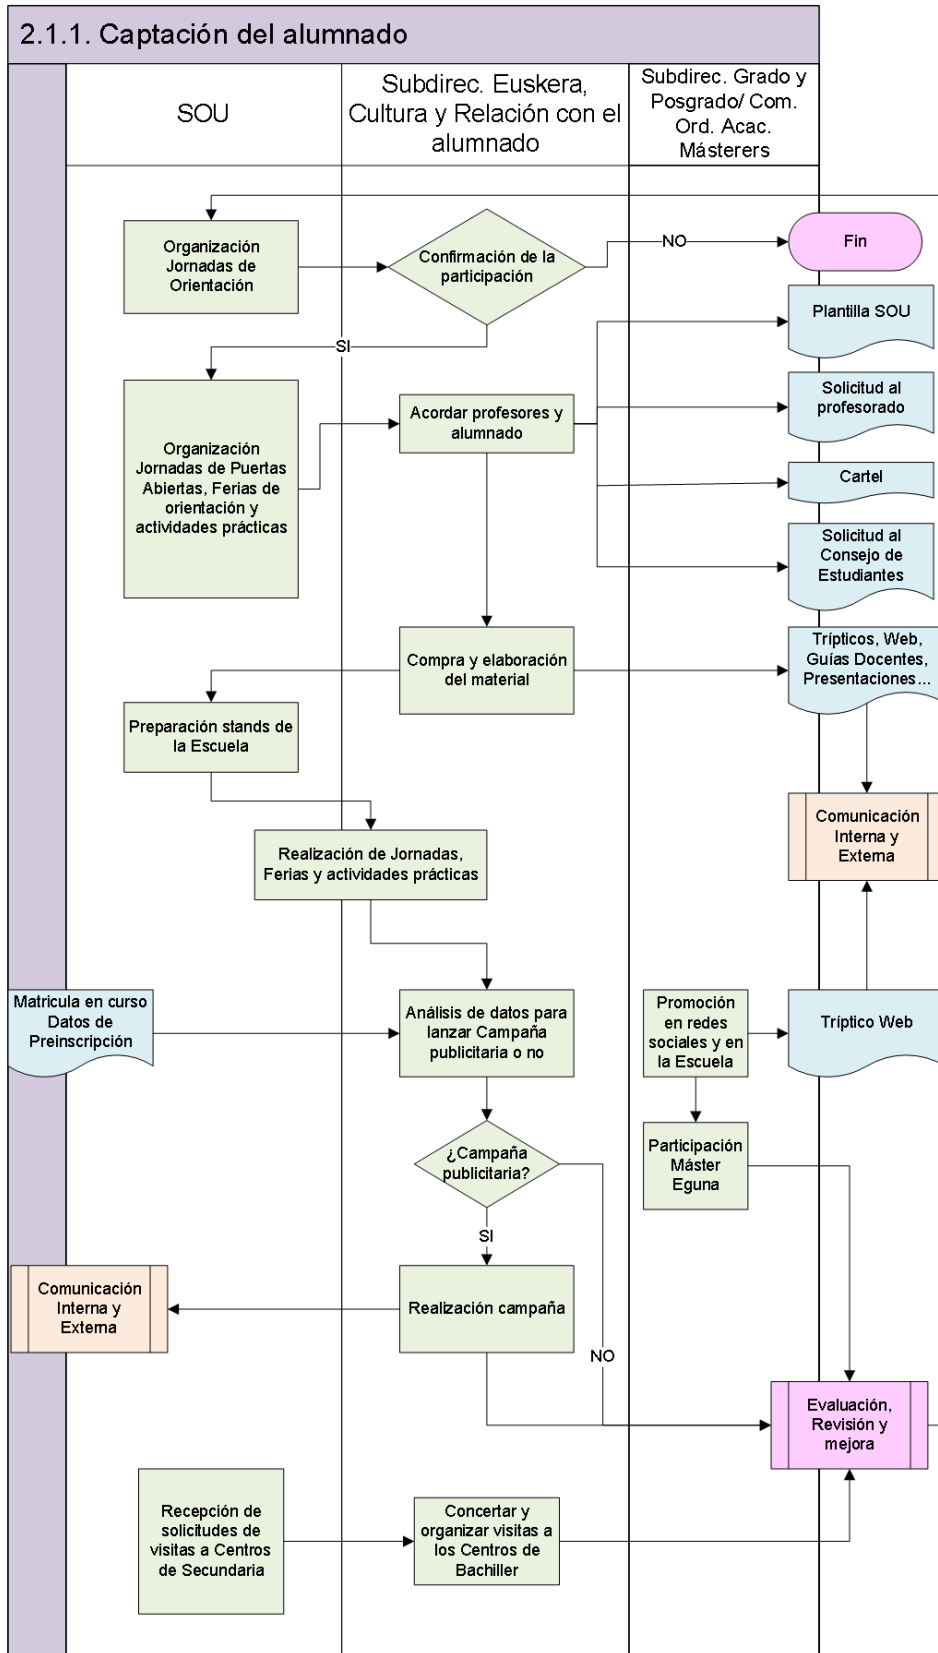 2.1.1. Captación del alumnado
SOU
Subdirec. Euskera,
Cultura y Relación con el
alumnado
Subdirec. Grado y
Posgrado/ Com.
Ord. Acac.
Másterers
Organización
Jornadas de
Orientación
Confirmación de la
participación
NO
Fin
Plantilla SOU
SI
Solicitud al
profesorado
Acordar profesores y
alumnado
Organización
Jornadas de Puertas
Abiertas, Ferias de
orientación y
actividades prácticas
Cartel
Solicitud al
Consejo de
Estudiantes
Compra y elaboración
del material
Trípticos, Web,
Guías Docentes,
Presentaciones...
Preparación stands de
la Escuela
Comunicación
Interna y
Externa
Realización de Jornadas,
Ferias y actividades prácticas
Matricula en curso
Datos de
Preinscripción
Análisis de datos para
lanzar Campaña
publicitaria o no
Promoción
en redes
sociales y en
la Escuela
Tríptico Web
¿Campaña
publicitaria?
Participación
Máster
Eguna
SI
Comunicación
Interna y
Externa
Realización campaña
NO
Evaluación,
Revisión y
mejora
Recepción de
solicitudes de
visitas a Centros
de Secundaria
Concertar y
organizar visitas a
los Centros de
Bachiller